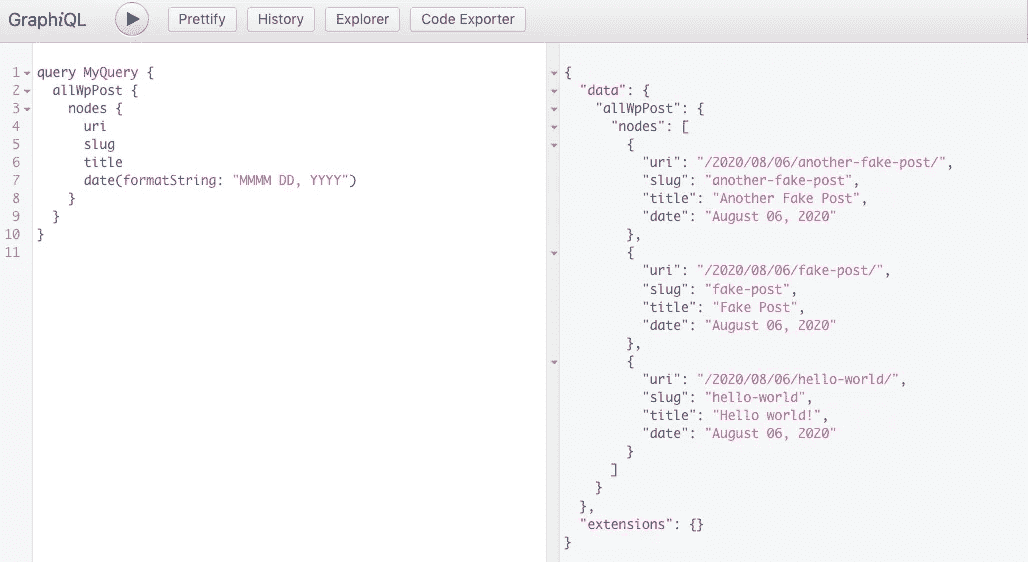 GraphiQL Prettify History Explorer Code Exporter
1 query MyQuery {
2 allWpPost {
3 nodes {
4 uri
5 slug
6 title
7 date(formatString: "MMMM DD, YYYY")
8 }
9 }
10 }
11
{
"data": {
"allWpPost": {
"nodes": [
{
"uri": "/2020/08/06/another-fake-post/",
"slug": "another-fake-post",
"title": "Another Fake Post",
"date": "August 06, 2020"
},
{
"uri": "/2020/08/06/fake-post/",
"slug": "fake-post",
"title": "Fake Post",
"date": "August 06, 2020"
},
{
"uri": "/2020/08/06/hello-world/",
"slug": "hello-world",
"title": "Hello world!",
"date": "August 06, 2020"
}
]
}
},
"extensions": {}
}